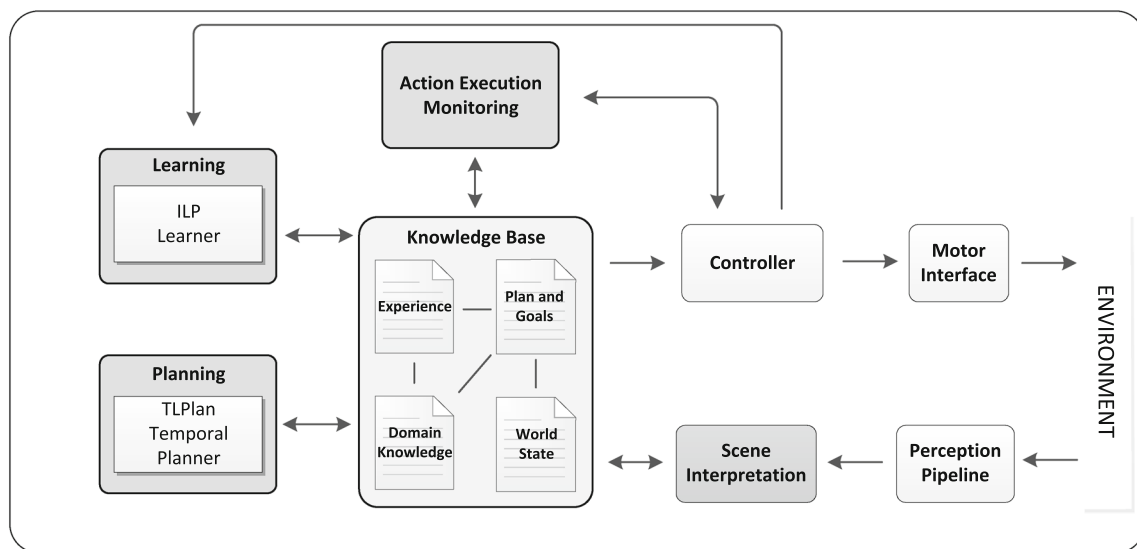 Action Execution
Monitoring
Learning
ILP
Learner
Knowledge Base
Experience
Plan and
Goals
Domain
Knowledge
World
State
Planning
TLPlan
Temporal
Planner
Controller
Motor
Interface
Scene
Interpretation
Perception
Pipeline
ENVIRONMENT